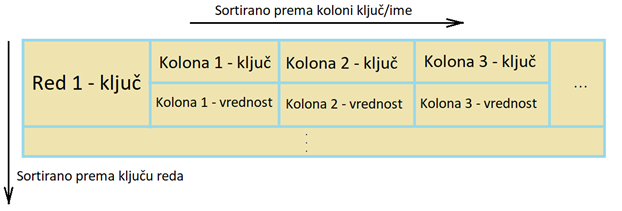 Sortirano prema koloni ključ/ime
Red 1 - ključ
Kolona 1 - ključ
Kolona 2 - ključ
Kolona 3 - ključ
...
Kolona 1 - vrednost
Kolona 2 - vrednost
Kolona 3 - vrednost
Sortirano prema ključu reda